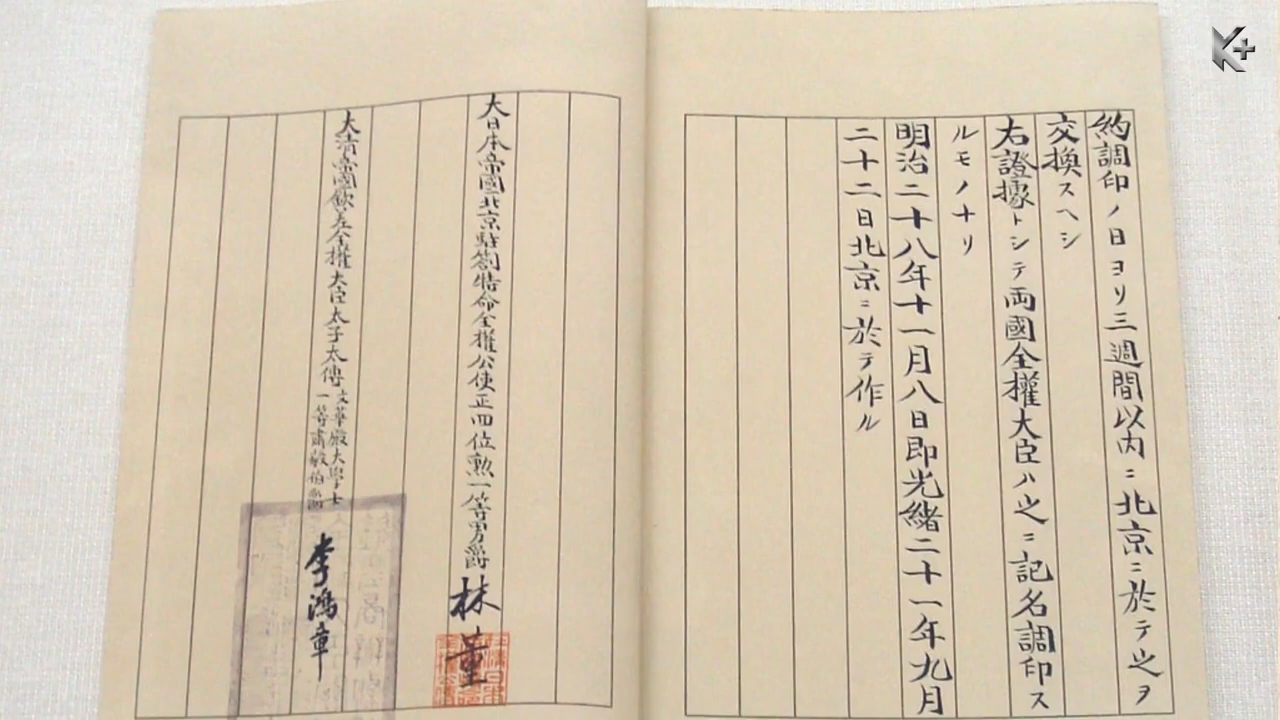 約調印ノ日ヨリ三週間以内ニ北京ニ於テ之ヲ
交換スヘシ
右證據トシテ両國全權大臣ハ之ニ記名調印ス
ルモノナリ
明治二十八年十一月八日即光緒二十一年九月
二十二日北京ニ於テ作ル
大日本帝國北京駐箚特命全權公使正四位勲一等男爵 林董
大清帝國欽差全權大臣太子太傅文華殿大學士
一等肅毅伯爵 李鴻章
K+